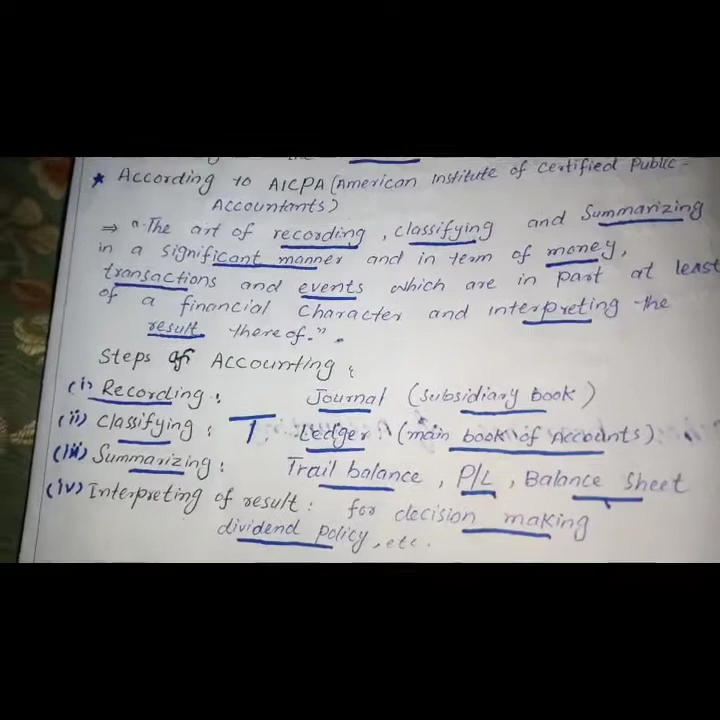 * According to AICPA (American Institute of Certified Public-
Accountants)
⇒ "The art of recording, classifying and Summarizing
in a significant manner and in term of money,
transactions and events which are in part at least
of a financial character and interpreting the
result thereof."
Steps of Accounting :
(i) Recording : Journal (Subsidiary book)
(ii) Classifying : T Ledger : (main book of Accounts).
(iii) Summarizing : Trail balance, P/L, Balance Sheet
(iv) Interpreting of result : for decision making
dividend policy, etc.